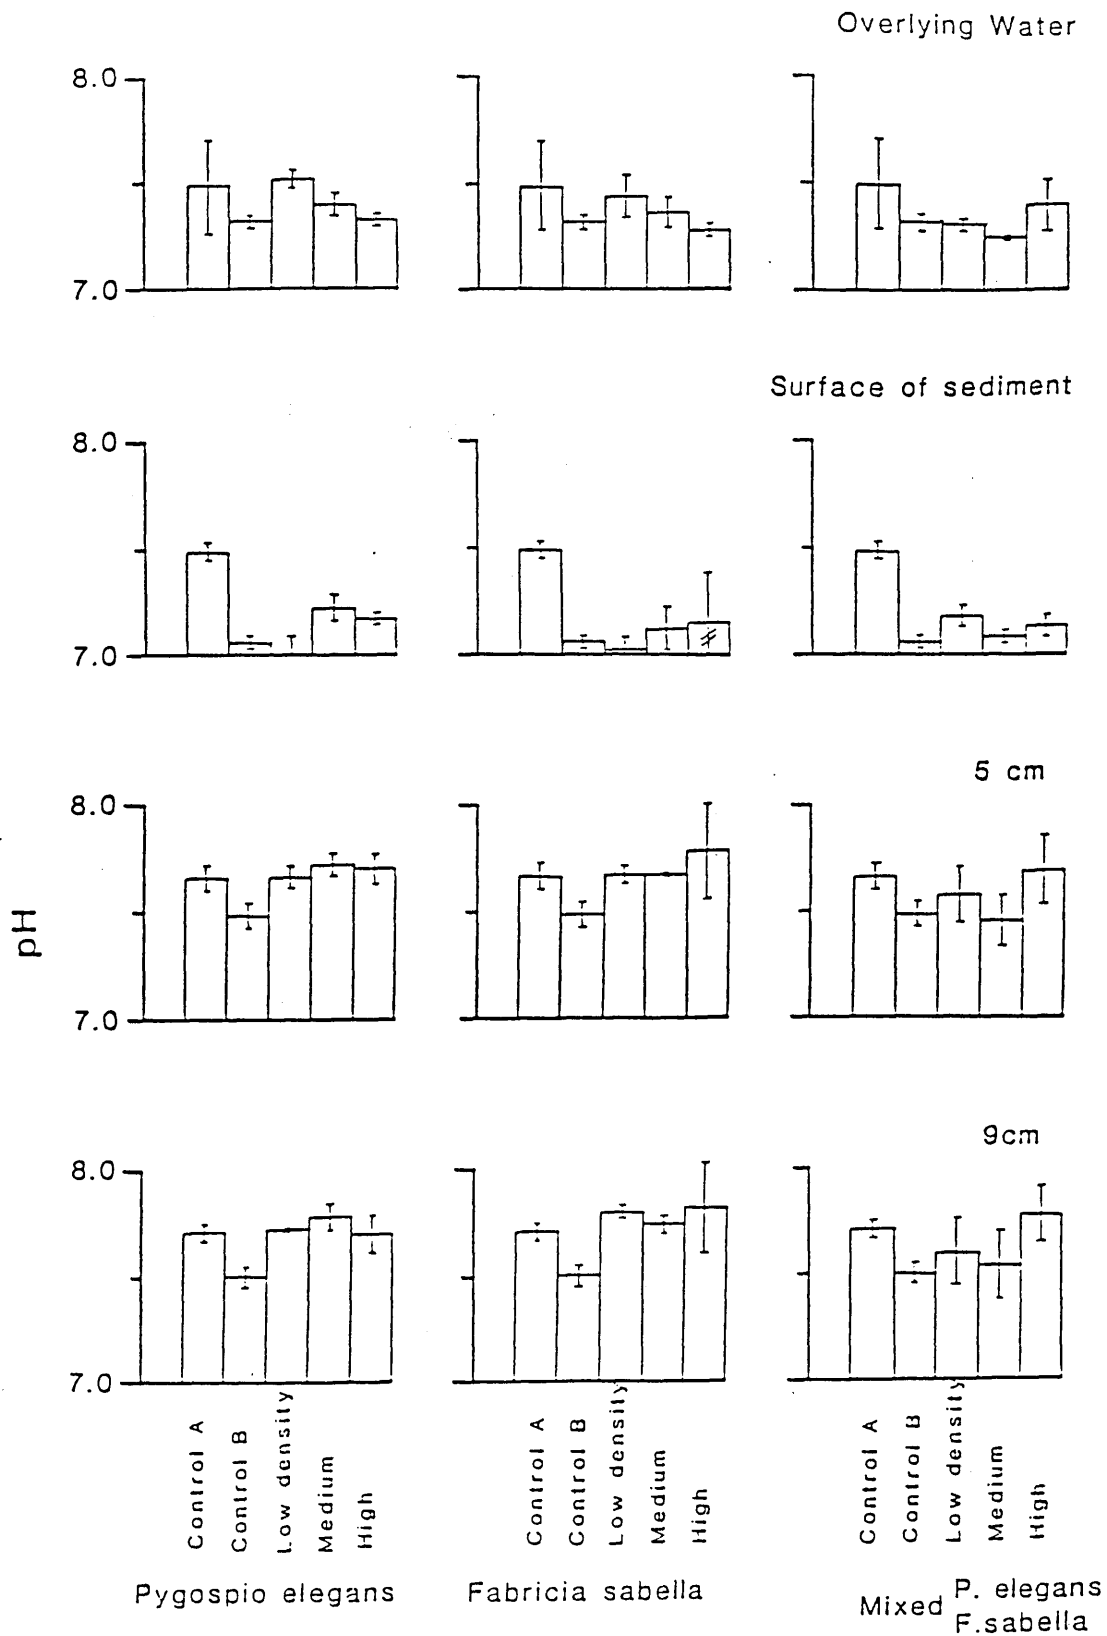 Overlying Water
8.0
7.0
Surface of sediment
8.0
7.0
5 cm
8.0
7.0
pH
9cm
8.0
7.0
Control A
Control B
Low density
Medium
High
Control A
Control B
Low density
Medium
High
Control A
Control B
Low density
Medium
High
Pygospio elegans
Fabricia sabella
Mixed P. elegans
F.sabella